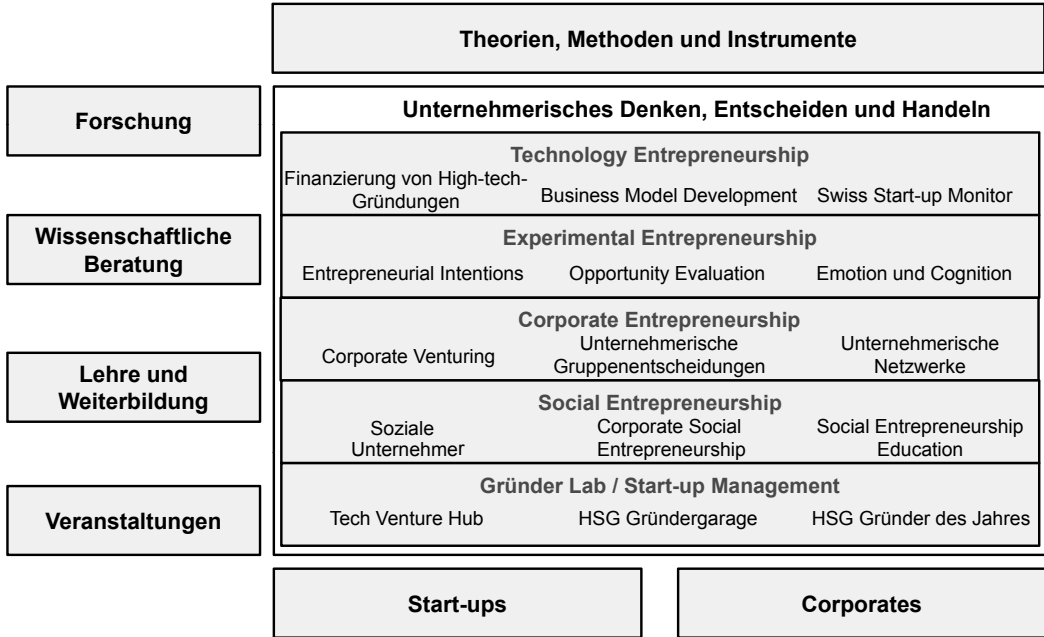 Theorien, Methoden und Instrumente
Forschung
Wissenschaftliche
Beratung
Lehre und
Weiterbildung
Veranstaltungen
Unternehmerisches Denken, Entscheiden und Handeln
Technology Entrepreneurship
Finanzierung von High-tech-
Gründungen
Business Model Development
Swiss Start-up Monitor
Experimental Entrepreneurship
Entrepreneurial Intentions
Opportunity Evaluation
Emotion und Cognition
Corporate Entrepreneurship
Corporate Venturing
Unternehmerische
Gruppenentscheidungen
Unternehmerische
Netzwerke
Social Entrepreneurship
Soziale
Unternehmer
Corporate Social
Entrepreneurship
Social Entrepreneurship
Education
Gründer Lab / Start-up Management
Tech Venture Hub
HSG Gründergarage
HSG Gründer des Jahres
Start-ups
Corporates